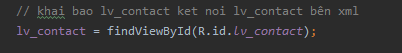 // khai bao lv_contact ket noi lv_contact bên xml
lv_contact = findViewById(R.id.lv_contact);